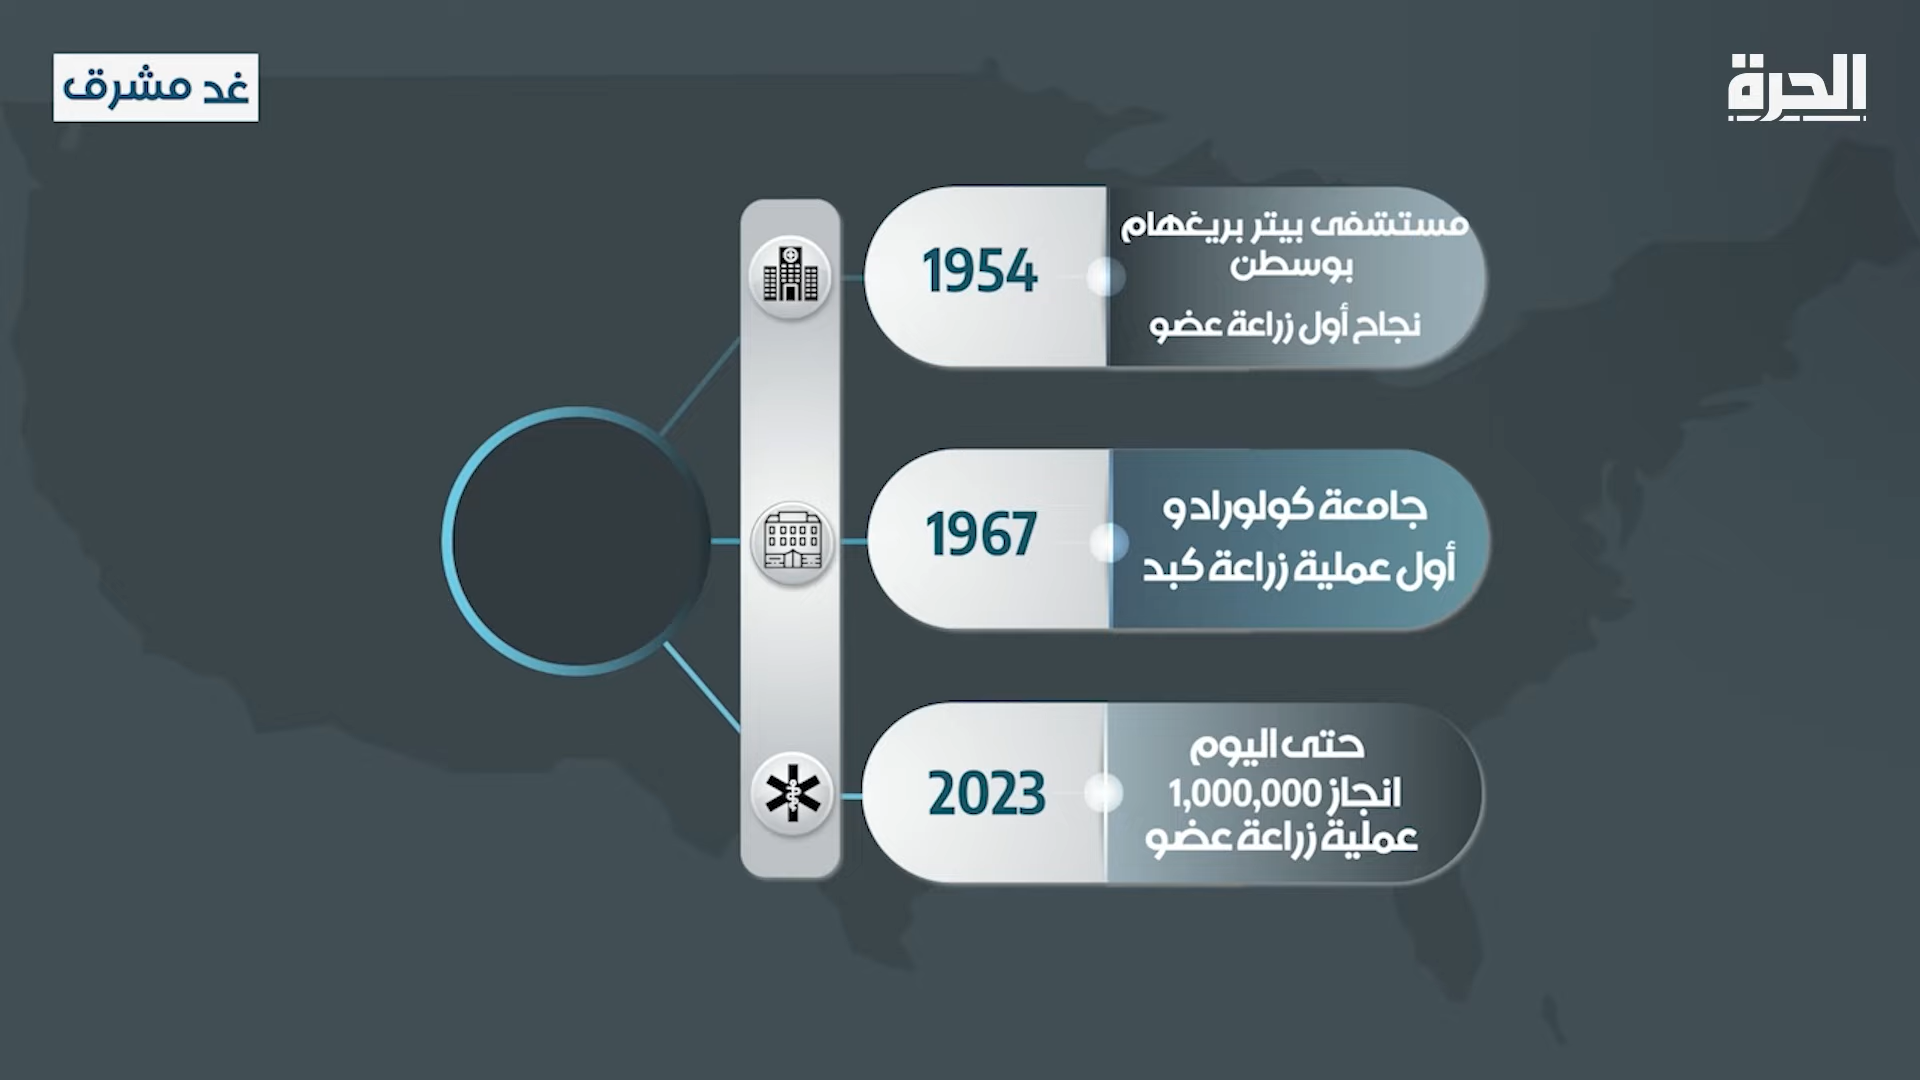 الحرة
غد مشرق
1954
مستشفى بيتر بريغهام
بوسطن
نجاح أول زراعة عضو
1967
جامعة كولورادو
أول عملية زراعة كبد
2023
حتى اليوم
انجاز 1,000,000
عملية زراعة عضو